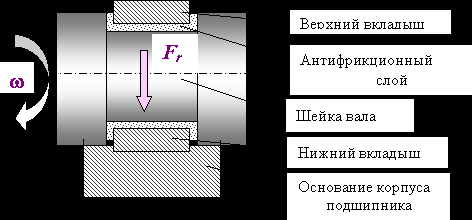 Верхний вкладыш
Антифрикционный
слой
Fr
ω
Шейка вала
Нижний вкладыш
Основание корпуса
подшипника